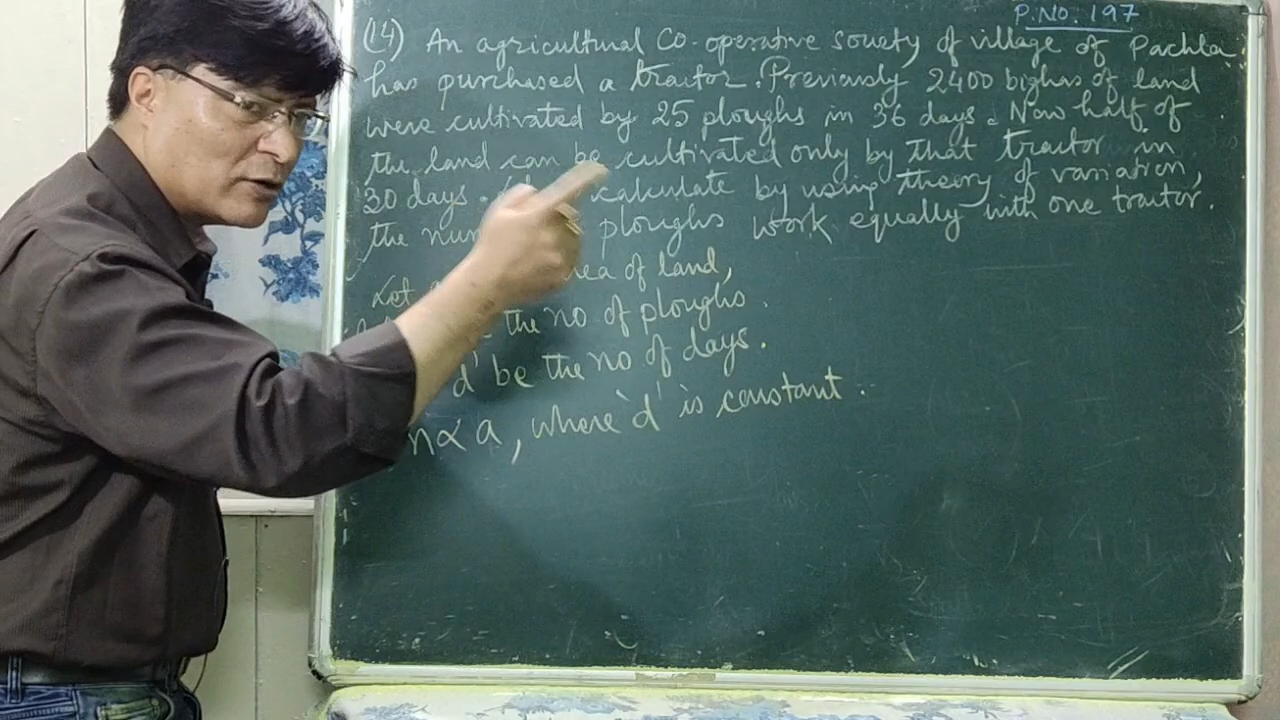 P.NO. 197
(14) An agricultural Co-operative society of village of Pachla
has purchased a tractor. Previously 2400 bighas of land
were cultivated by 25 ploughs in 36 days. Now half of
the land can be cultivated only by that tractor in
30 days. calculate by using theory of variation,
the ploughs work equally with one tractor.
Let of land,
the no of ploughs.
'd' be the no of days.
n∝ a, where 'd' is constant.